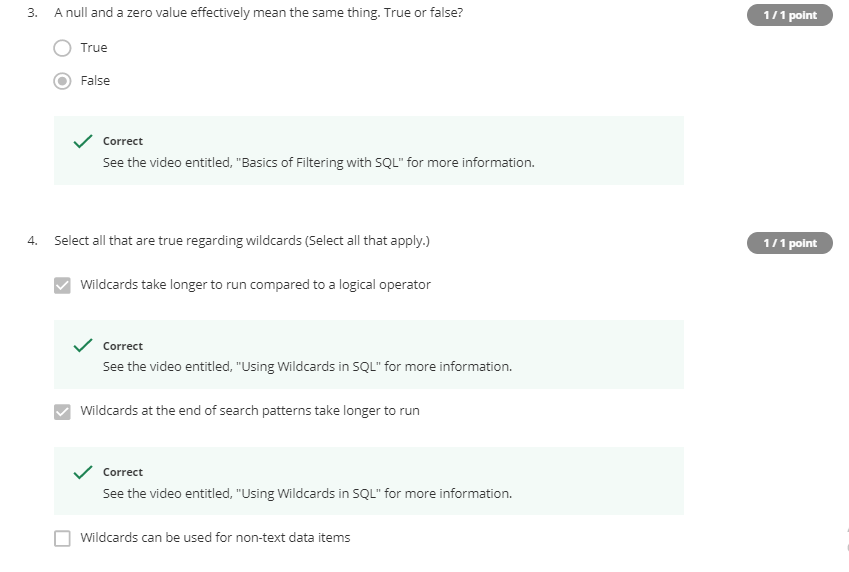 3. A null and a zero value effectively mean the same thing. True or false?
1 / 1 point
True
False
Correct
See the video entitled, "Basics of Filtering with SQL" for more information.
4. Select all that are true regarding wildcards (Select all that apply.)
1 / 1 point
Wildcards take longer to run compared to a logical operator
Correct
See the video entitled, "Using Wildcards in SQL" for more information.
Wildcards at the end of search patterns take longer to run
Correct
See the video entitled, "Using Wildcards in SQL" for more information.
Wildcards can be used for non-text data items